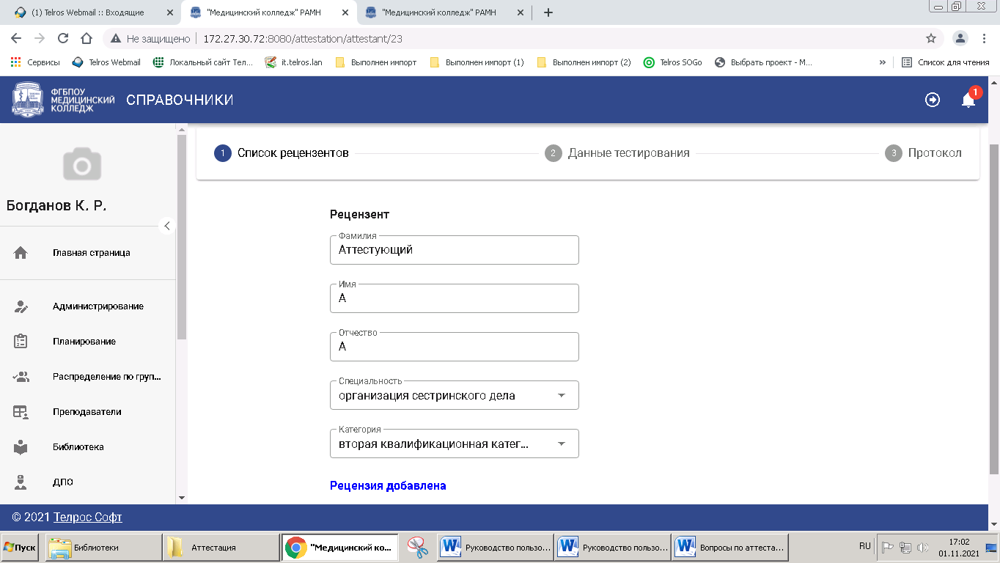 (1) Telros Webmail :: Входящие
"Медицинский колледж" РАМН
"Медицинский колледж" РАМН
Не защищено
172.27.30.72:8080/attestation/attestant/23
Сервисы
Telros Webmail
Локальный сайт Тел...
it.telros.lan
Выполнен импорт
Выполнен импорт (1)
Выполнен импорт (2)
Telros SOGo
Выбрать проект - M...
»
Список для чтения
ФГБПОУ
МЕДИЦИНСКИЙ
КОЛЛЕДЖ
СПРАВОЧНИКИ
1
Богданов К. Р.
Главная страница
Администрирование
Планирование
Распределение по груп...
Преподаватели
Библиотека
ДПО
1 Список рецензентов
2 Данные тестирования
3 Протокол
Рецензент
Фамилия
Аттестующий
Имя
А
Отчество
А
Специальность
организация сестринского дела
Категория
вторая квалификационная катег...
Рецензия добавлена
© 2021 Телрос Софт
Пуск
Библиотеки
Аттестация
"Медицинский ко...
Руководство пользо...
Руководство пользо...
Вопросы по аттеста...
RU
17:02
01.11.2021